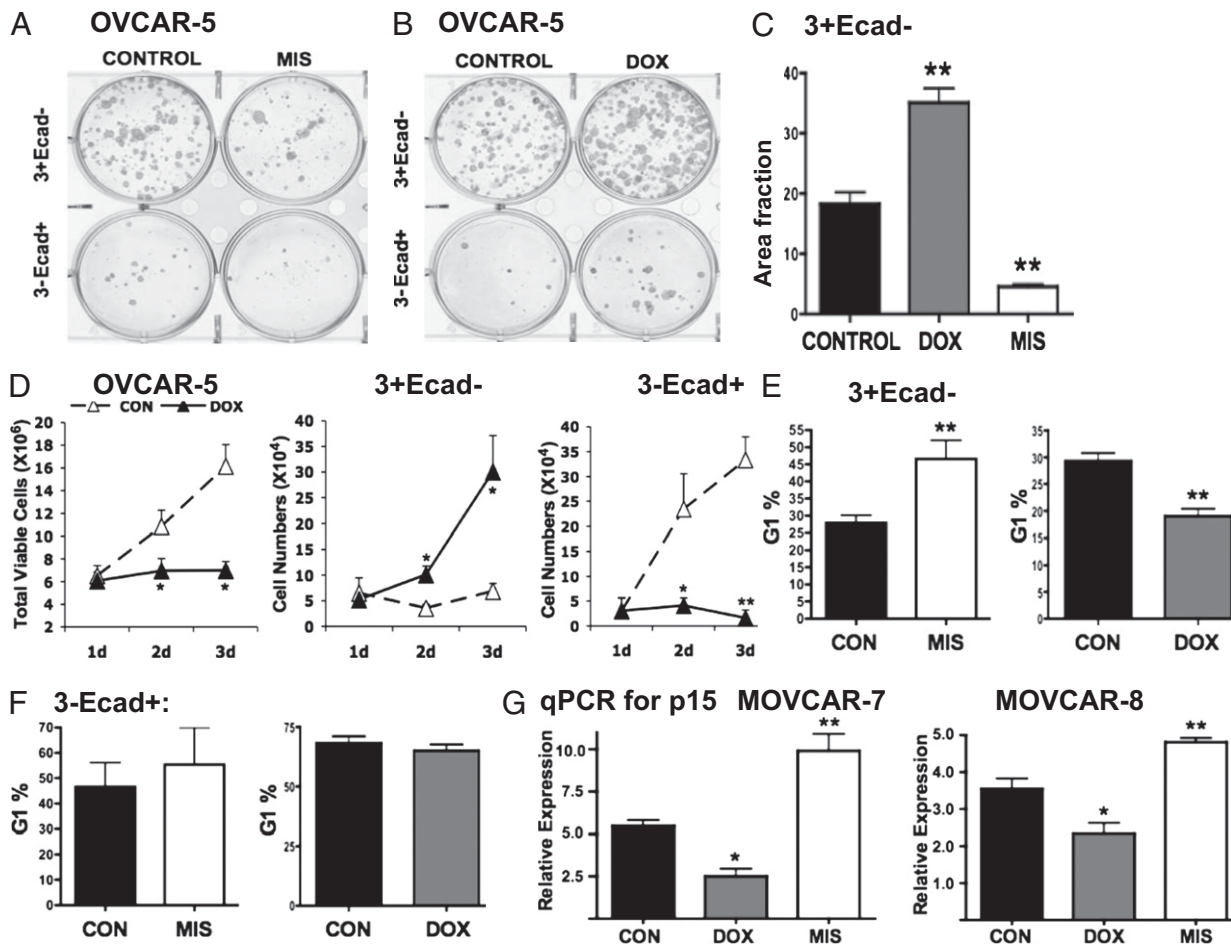 A OVCAR-5
CONTROL MIS
3+Ecad-
3-Ecad+
B OVCAR-5
CONTROL DOX
3+Ecad-
3-Ecad+
C 3+Ecad-
Area fraction
40
30
20
10
0
**
**
CONTROL DOX MIS
D OVCAR-5
CON DOX
Total Viable Cells (X10⁶)
20
18
16
14
12
10
8
6
4
2
*
*
1d 2d 3d
3+Ecad-
Cell Numbers (X10⁴)
40
35
30
25
20
15
10
5
0
*
*
1d 2d 3d
3-Ecad+
Cell Numbers (X10⁴)
40
35
30
25
20
15
10
5
0
*
**
1d 2d 3d
E 3+Ecad-
G1 %
55
50
45
40
35
30
25
20
15
10
5
0
**
CON MIS
G1 %
35
30
25
20
15
10
5
0
**
CON DOX
F 3-Ecad+:
G1 %
70
60
50
40
30
20
10
0
CON MIS
G1 %
75
50
25
0
CON DOX
G qPCR for p15 MOVCAR-7
Relative Expression
10.0
7.5
5.0
2.5
*
**
CON DOX MIS
MOVCAR-8
Relative Expression
5.0
4.0
3.0
2.0
1.0
*
**
CON DOX MIS